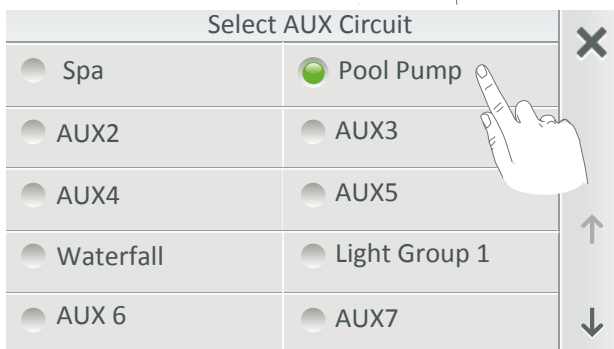 Select AUX Circuit
Spa
Pool Pump
AUX2
AUX3
AUX4
AUX5
Waterfall
Light Group 1
AUX 6
AUX7